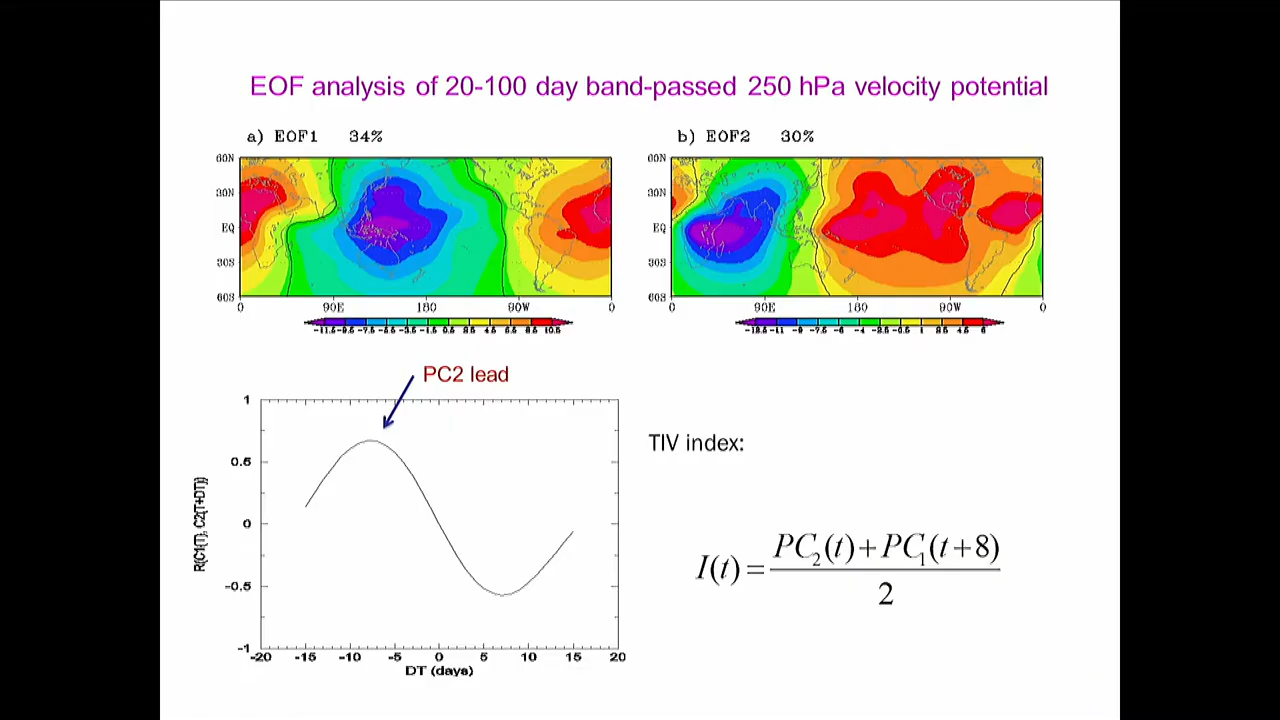 EOF analysis of 20-100 day band-passed 250 hPa velocity potential
a) EOF1 34%
b) EOF2 30%
60N
30N
EQ
30S
60S
0 90E 180 90W 0
60N
30N
EQ
30S
60S
0 90E 180 90W 0
PC2 lead
1
0.5
0
-0.5
-1
-20 -15 -10 -5 0 5 10 15 20
DT (days)
R(C1(T), C2(T+DT))
TIV index:
I(t) = PC₂(t) + PC₁(t + 8)
2